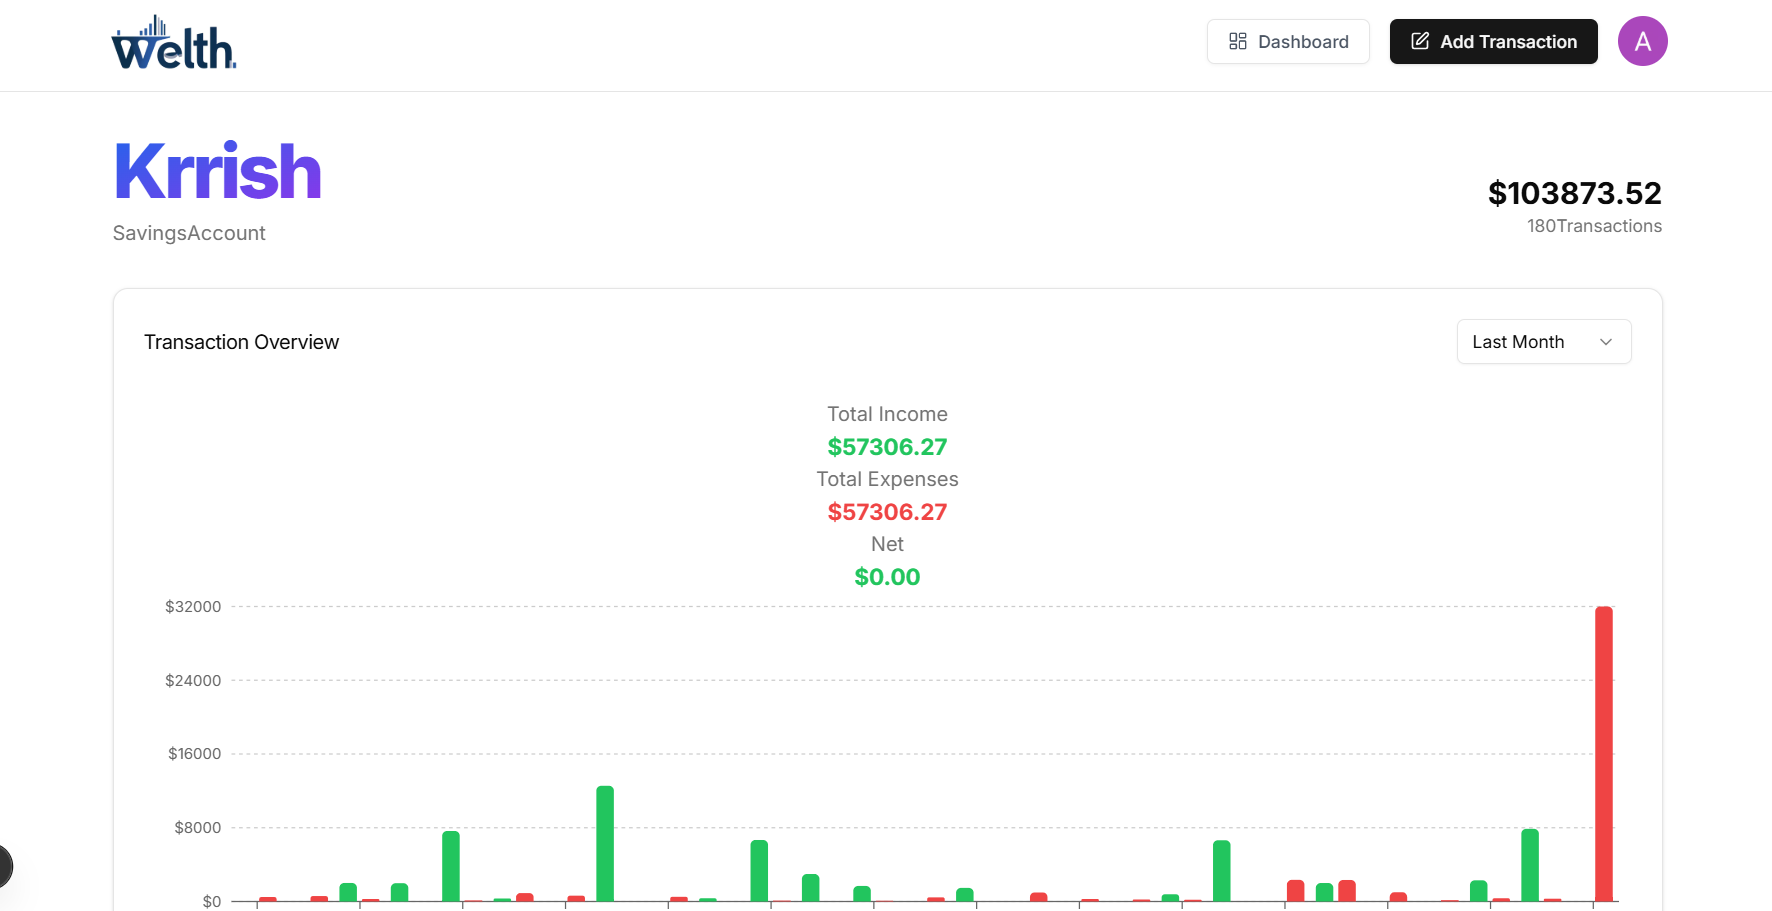 Welth
Dashboard
Add Transaction
A
Krrish
SavingsAccount
$103873.52
180Transactions
Transaction Overview
Last Month
Total Income
$57306.27
Total Expenses
$57306.27
Net
$0.00
$32000
$24000
$16000
$8000
$0